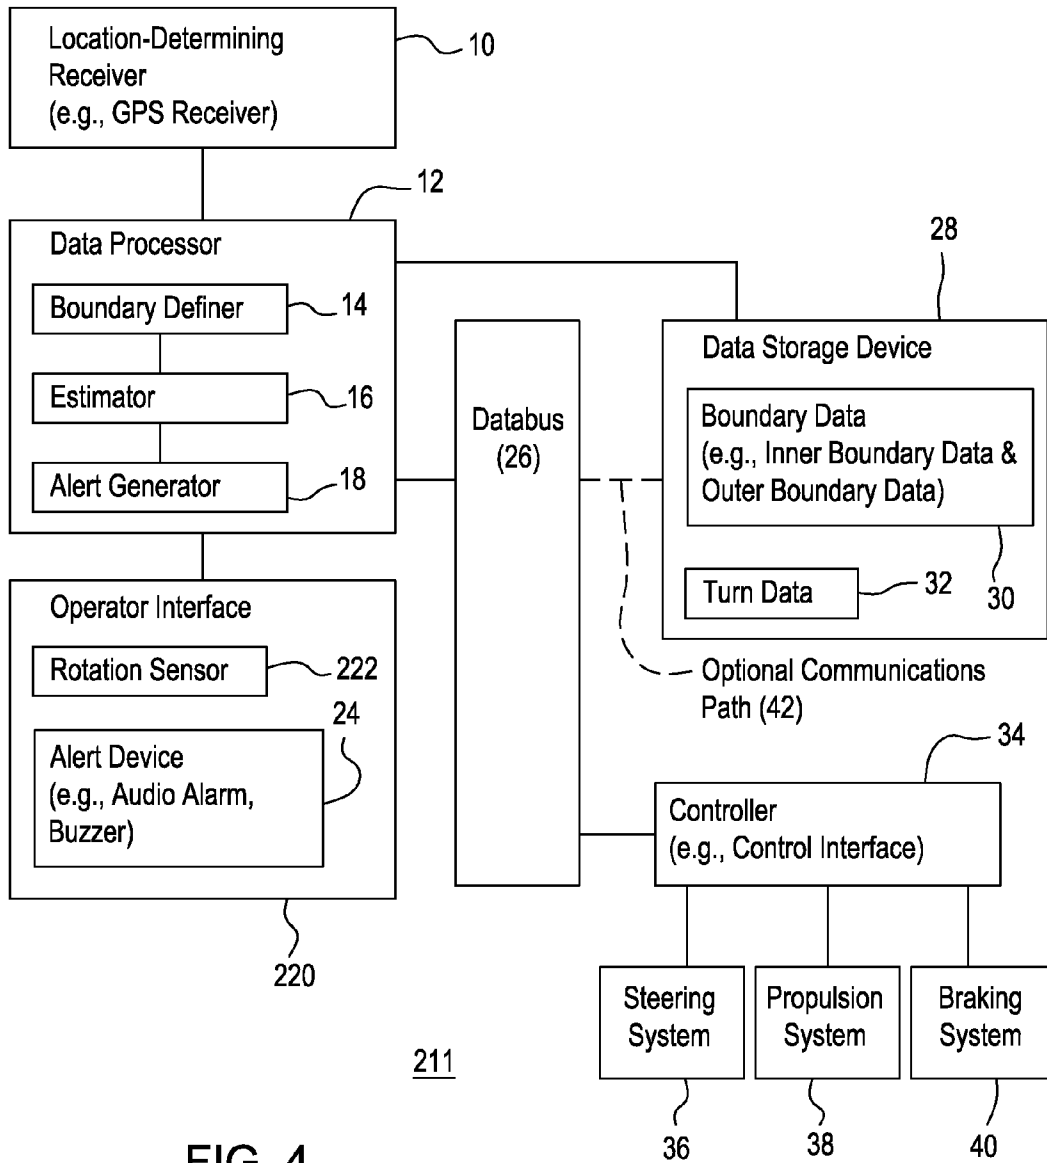 Location-Determining
Receiver
(e.g., GPS Receiver)
10
12
Data Processor
Boundary Definer
14
Estimator
16
Alert Generator
18
Operator Interface
Rotation Sensor
222
24
Alert Device
(e.g., Audio Alarm,
Buzzer)
220
Databus
(26)
28
Data Storage Device
Boundary Data
(e.g., Inner Boundary Data &
Outer Boundary Data)
30
Turn Data
32
Optional Communications
Path (42)
34
Controller
(e.g., Control Interface)
Steering
System
36
Propulsion
System
38
Braking
System
40
211
FIG. 4